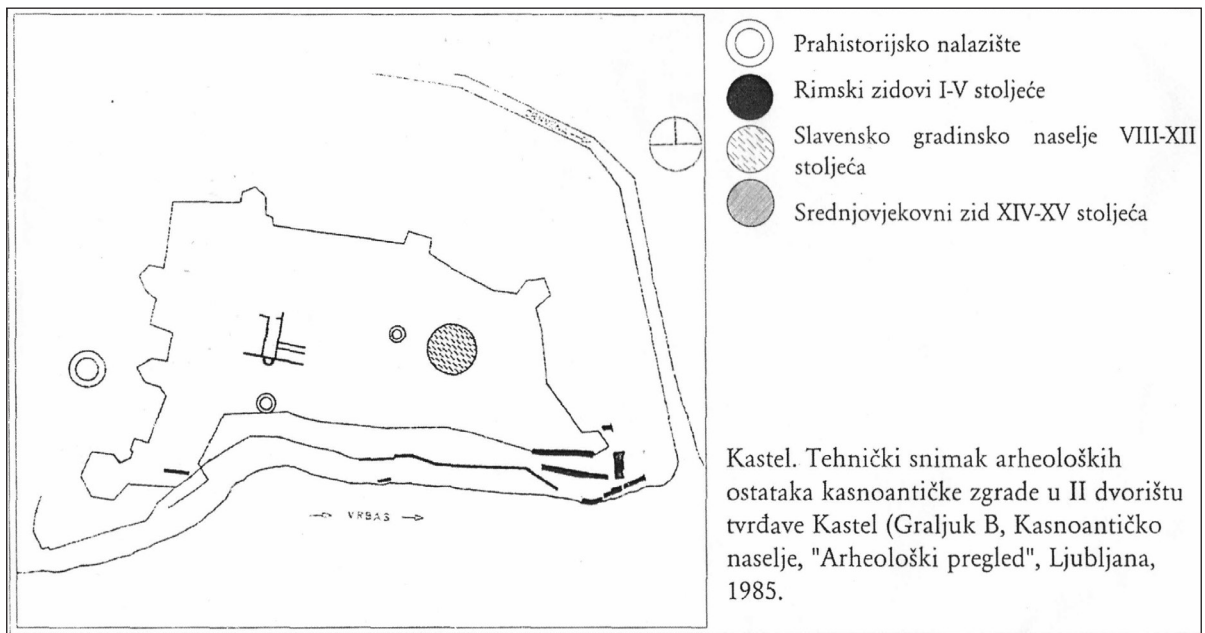 Prahistorijsko nalazište
Rimski zidovi I-V stoljeće
Slavensko gradinsko naselje VIII-XII
stoljeća
Srednjovjekovni zid XIV-XV stoljeća
VRBAS
Kastel. Tehnički snimak arheoloških
ostataka kasnoantičke zgrade u II dvorištu
tvrđave Kastel (Graljuk B, Kasnoantičko
naselje, "Arheološki pregled", Ljubljana,
1985.